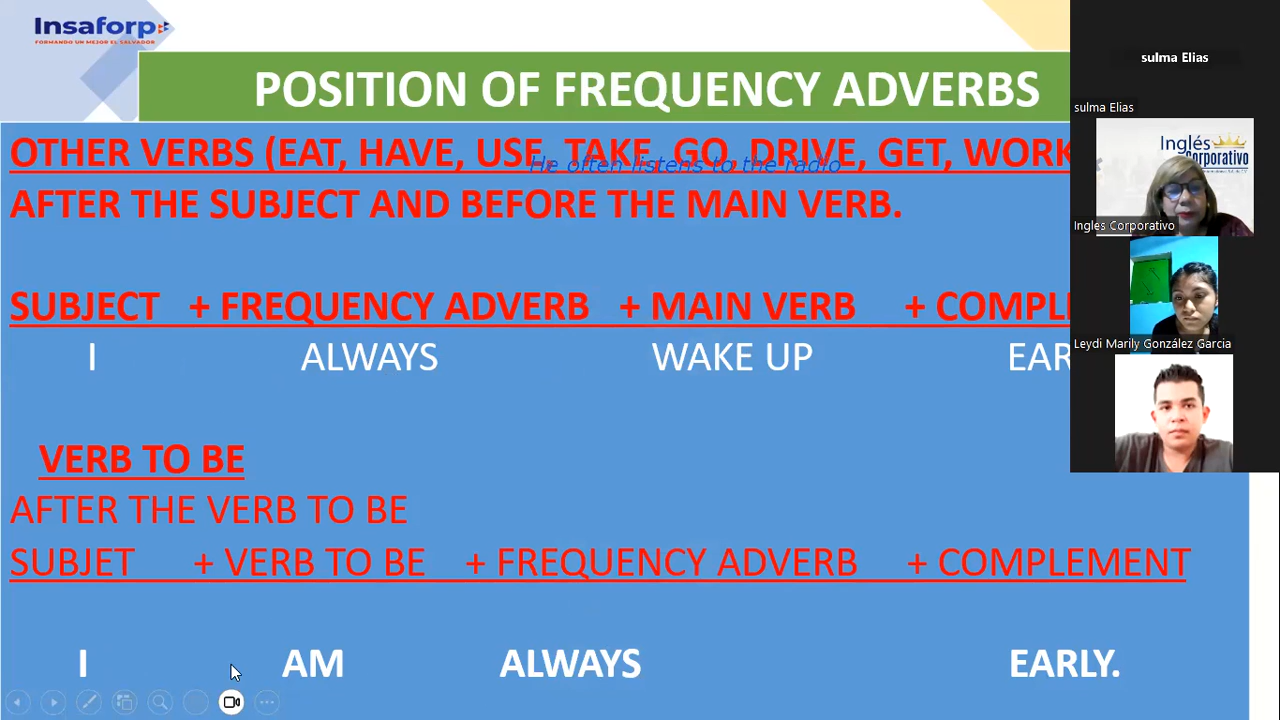 Insaforp
FORMANDO UN MEJOR EL SALVADOR
POSITION OF FREQUENCY ADVERBS
OTHER VERBS (EAT, HAVE, USE, TAKE, GO, DRIVE, GET, WORK
He often listens to the radio
AFTER THE SUBJECT AND BEFORE THE MAIN VERB.
SUBJECT + FREQUENCY ADVERB + MAIN VERB + COMPLE
I ALWAYS WAKE UP EAR
VERB TO BE
AFTER THE VERB TO BE
SUBJET + VERB TO BE + FREQUENCY ADVERB + COMPLEMENT
I AM ALWAYS EARLY.
sulma Elias
sulma Elias
Inglés
Corporativo
Ingles Corporativo
Leydi Marily González Garcia